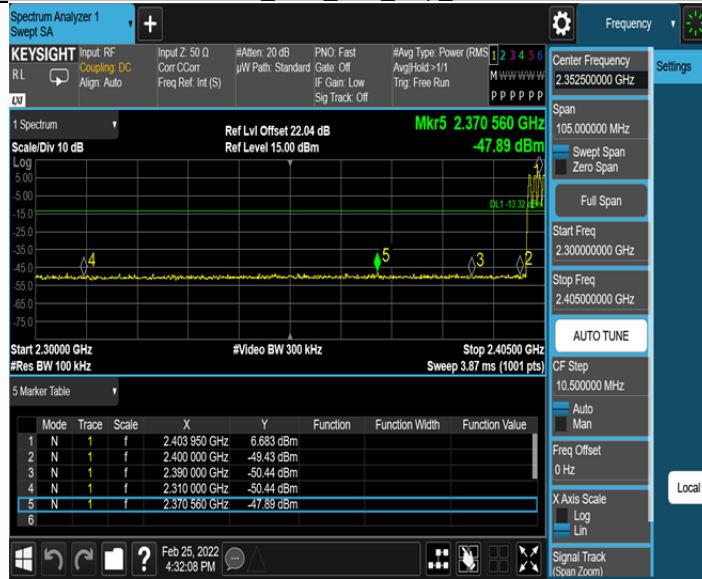 Spectrum Analyzer 1
Swept SA
Frequency
KEYSIGHT
RL
LXI
Input: RF
Coupling: DC
Align: Auto
Input Z: 50 Ω
Corr CCorr
Freq Ref: Int (S)
#Atten: 20 dB
µW Path: Standard
PNO: Fast
Gate: Off
IF Gain: Low
Sig Track: Off
#Avg Type: Power (RMS
Avg|Hold:>1/1
Trig: Free Run
1 2 3 4 5 6
M W W W W W
P P P P P P
1 Spectrum
Scale/Div 10 dB
Ref Lvl Offset 22.04 dB
Ref Level 15.00 dBm
Mkr5 2.370 560 GHz
-47.89 dBm
Log
5.00
-5.00
-15.0
-25.0
-35.0
-45.0
-55.0
-65.0
-75.0
1
DL1 -13.32 dBm
4
5
3
2
Start 2.30000 GHz
#Res BW 100 kHz
#Video BW 300 kHz
Stop 2.40500 GHz
Sweep 3.87 ms (1001 pts)
5 Marker Table
Mode Trace Scale X Y Function Function Width Function Value
1 N 1 f 2.403 950 GHz 6.683 dBm
2 N 1 f 2.400 000 GHz -49.43 dBm
3 N 1 f 2.390 000 GHz -50.44 dBm
4 N 1 f 2.310 000 GHz -50.44 dBm
5 N 1 f 2.370 560 GHz -47.89 dBm
6
?
Feb 25, 2022
4:32:08 PM
Center Frequency
2.352500000 GHz
Span
105.000000 MHz
Swept Span
Zero Span
Full Span
Start Freq
2.300000000 GHz
Stop Freq
2.405000000 GHz
AUTO TUNE
CF Step
10.500000 MHz
Auto
Man
Freq Offset
0 Hz
X Axis Scale
Log
Lin
Signal Track
(Span Zoom)
Settings
Local